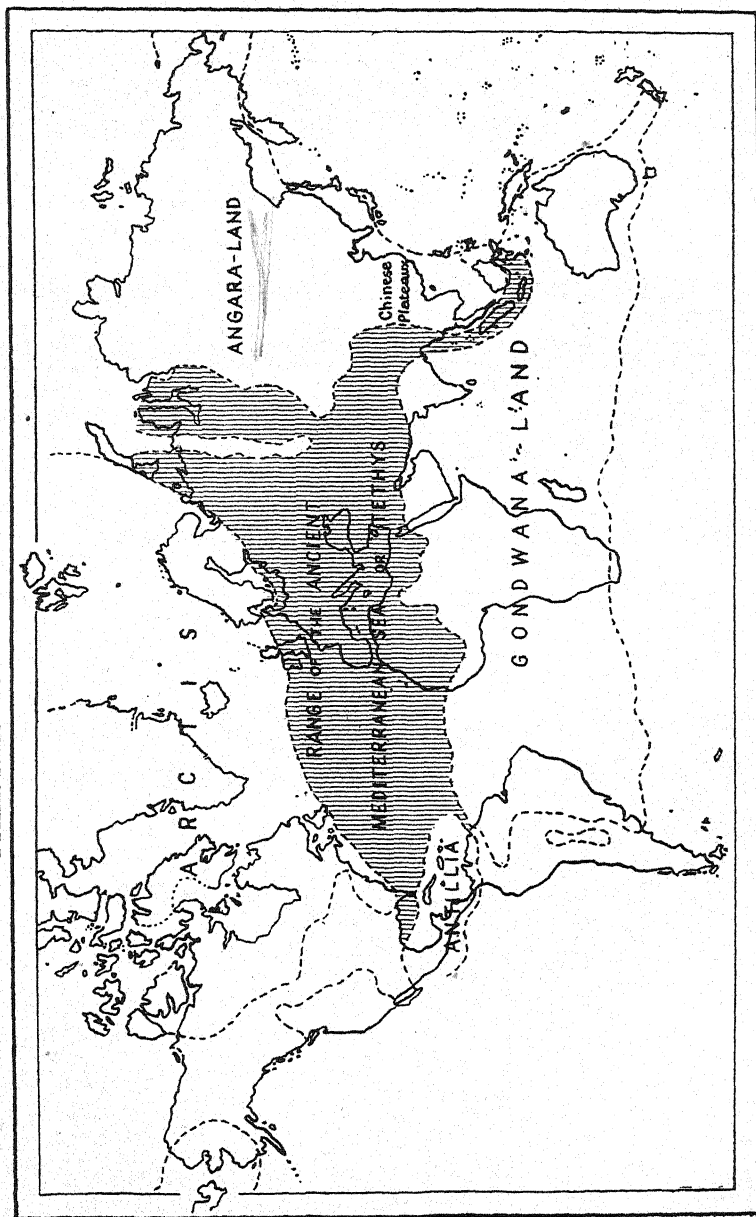 ARCTIS
ANGARA-LAND
Chinese
Plateaux
RANGE OF THE ANCIENT
MEDITERRANEAN SEA OR TETHYS
ANTILLIA
GONDWANA-LAND